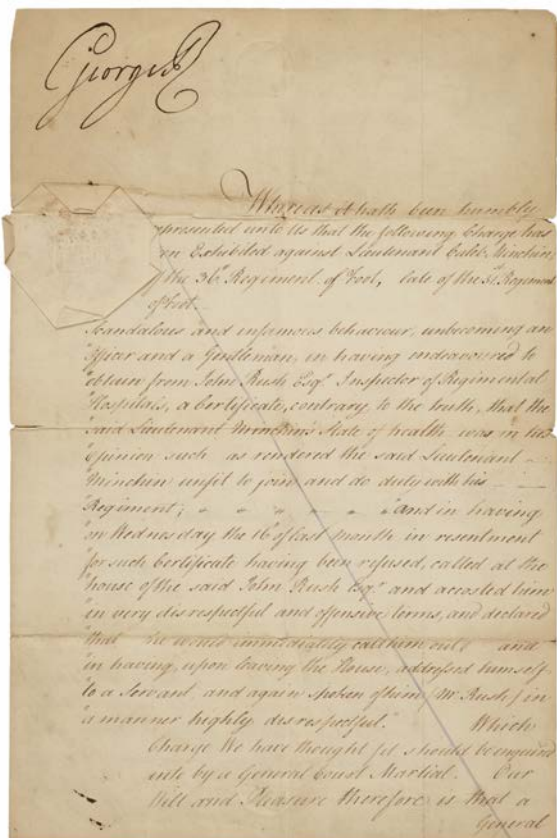 George R
Whereas it hath been humbly
represented unto Us that the following Charge has
been Exhibited against Lieutenant Caleb Minchin,
of the 36th Regiment of Foot, late of the 51st Regiment
of Foot.
Scandalous and infamous behaviour, unbecoming an
"Officer and a Gentleman, in having endeavoured to
"obtain from John Rush Esqr. Inspector of Regimental
"Hospitals, a Certificate, contrary to the truth, that the
"said Lieutenant Minchin's State of health was in his
"Opinion such as rendered the said Lieutenant
"Minchin unfit to join and do duty with his
"Regiment; " " " " " "And in having
"on Wednesday the 16th of last Month in resentment
"for such Certificate having been refused, called at the
"house of the said John Rush Esqr. and accosted him
"in very disrespectful and offensive terms, and declared
"that he would immediately call him out; and
"in having, upon leaving the House, addressed himself
"to a Servant and again spoken of him (Mr. Rush) in
"a manner highly disrespectful." Which
Charge We have thought fit should be enquired
into by a General Court Martial. Our
Will and Pleasure therefore is that a
General